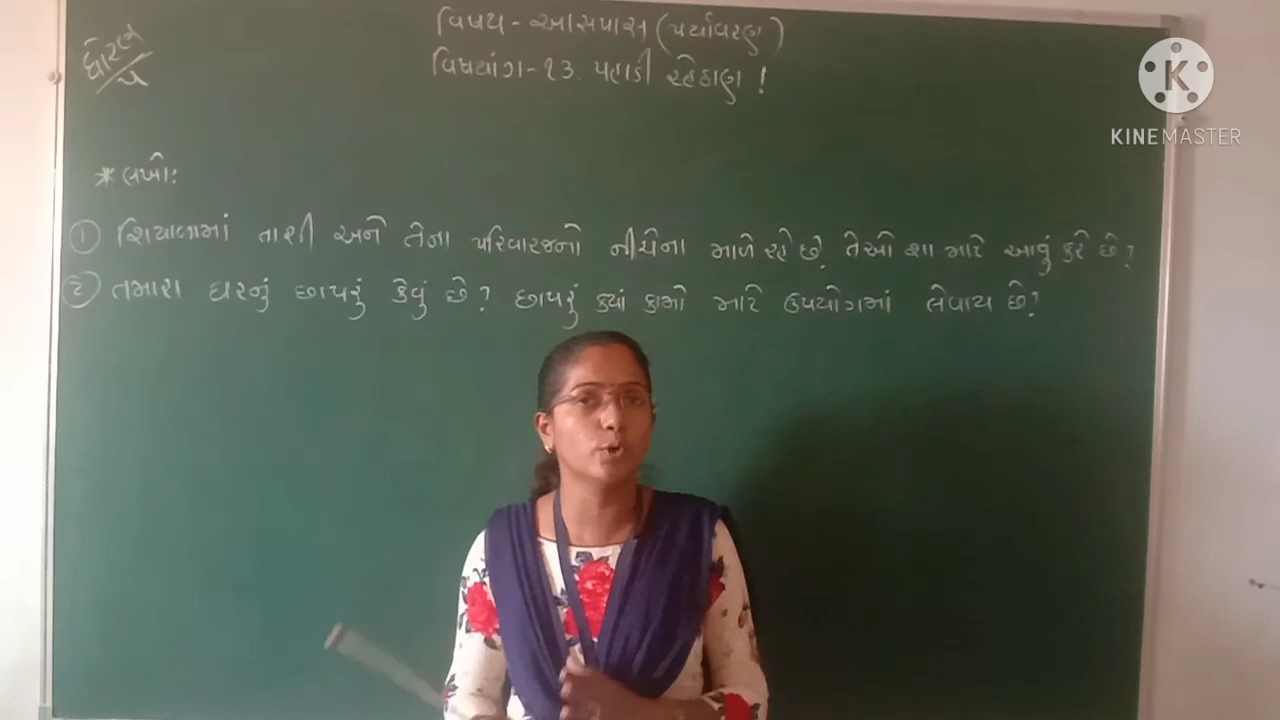 ધોરણ
૫
વિષય - આસપાસ (પર્યાવરણ)
વિષયાંગ - ૧૩. પહાડી રહેઠાણ !
* લખો:
① શિયાળામાં તાશી અને તેના પરિવારજનો નીચેના માળે રહે છે. તેઓ શા માટે આવું કરે છે ?
② તમારા ઘરનું છાપરું કેવું છે ? છાપરું ક્યાં કામો માટે ઉપયોગમાં લેવાય છે ?
K
KINEMASTER